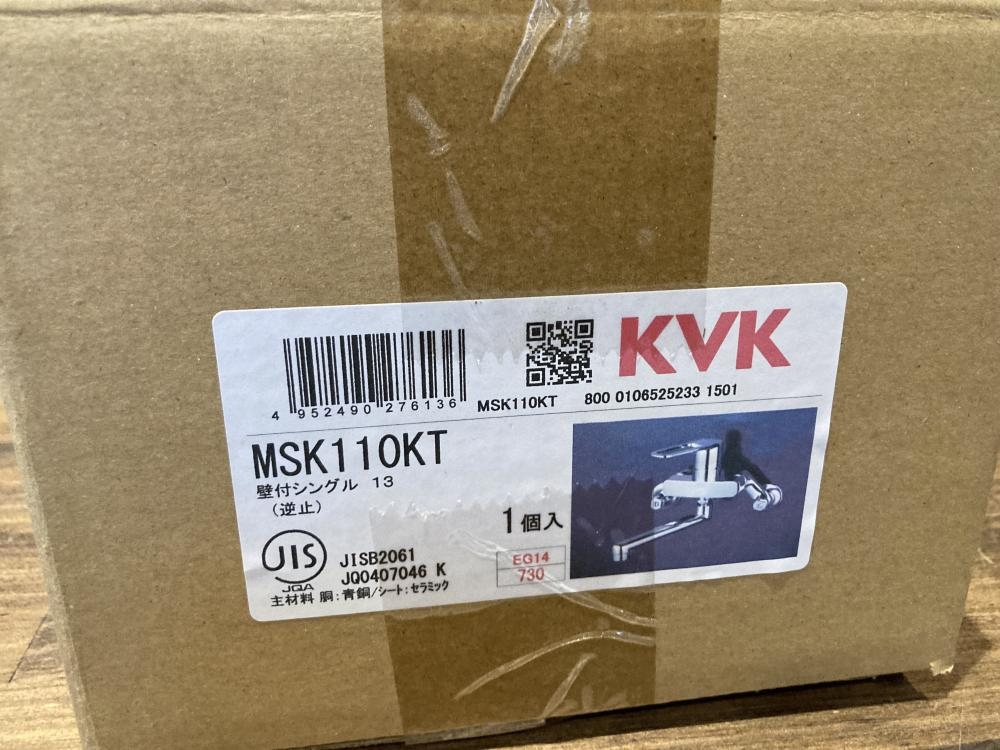 KVK
4 952490 276136
MSK110KT 800 0106525233 1501
MSK110KT
壁付シングル 13
(逆止)
1個入
JIS
JQA
JISB2061
JQ0407046 K
EG14
730
主材料 胴:青銅/シート:セラミック